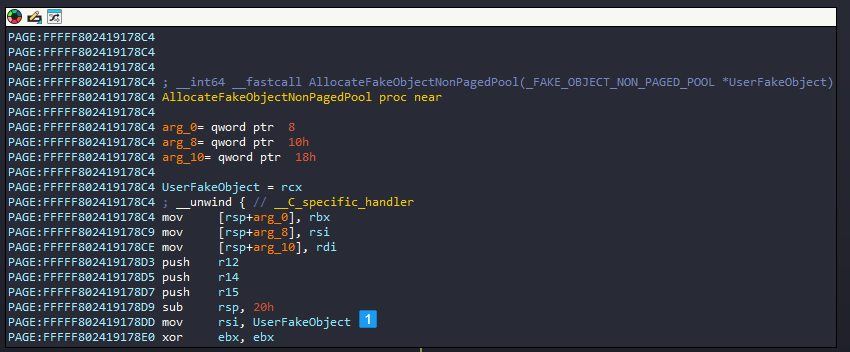 PAGE:FFFFF802419178C4
PAGE:FFFFF802419178C4
PAGE:FFFFF802419178C4
PAGE:FFFFF802419178C4 ; __int64 __fastcall AllocateFakeObjectNonPagedPool(_FAKE_OBJECT_NON_PAGED_POOL *UserFakeObject)
PAGE:FFFFF802419178C4 AllocateFakeObjectNonPagedPool proc near
PAGE:FFFFF802419178C4
PAGE:FFFFF802419178C4 arg_0= qword ptr  8
PAGE:FFFFF802419178C4 arg_8= qword ptr  10h
PAGE:FFFFF802419178C4 arg_10= qword ptr  18h
PAGE:FFFFF802419178C4
PAGE:FFFFF802419178C4 UserFakeObject = rcx
PAGE:FFFFF802419178C4 ; __unwind { // __C_specific_handler
PAGE:FFFFF802419178C4 mov     [rsp+arg_0], rbx
PAGE:FFFFF802419178C9 mov     [rsp+arg_8], rsi
PAGE:FFFFF802419178CE mov     [rsp+arg_10], rdi
PAGE:FFFFF802419178D3 push    r12
PAGE:FFFFF802419178D5 push    r14
PAGE:FFFFF802419178D7 push    r15
PAGE:FFFFF802419178D9 sub     rsp, 20h
PAGE:FFFFF802419178DD mov     rsi, UserFakeObject 1
PAGE:FFFFF802419178E0 xor     ebx, ebx